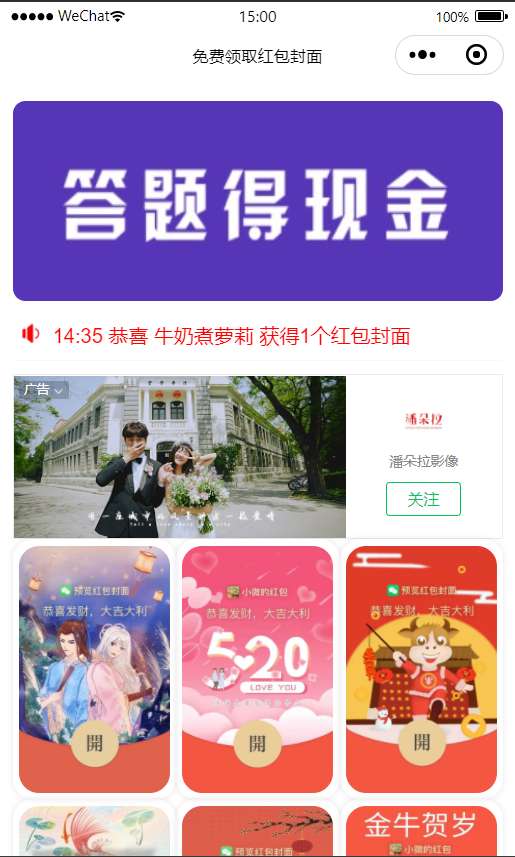 WeChat
15:00
100%
免费领取红包封面
答题得现金
14:35 恭喜 牛奶煮萝莉 获得1个红包封面
广告
潘朵拉
潘朵拉影像
关注
预览红包封面
恭喜发财，大吉大利
開
小微的红包
恭喜发财，大吉大利
520
LOVE YOU
開
预览红包封面
恭喜发财，大吉大利
開
预览红包封面
金牛贺岁
小微的红包